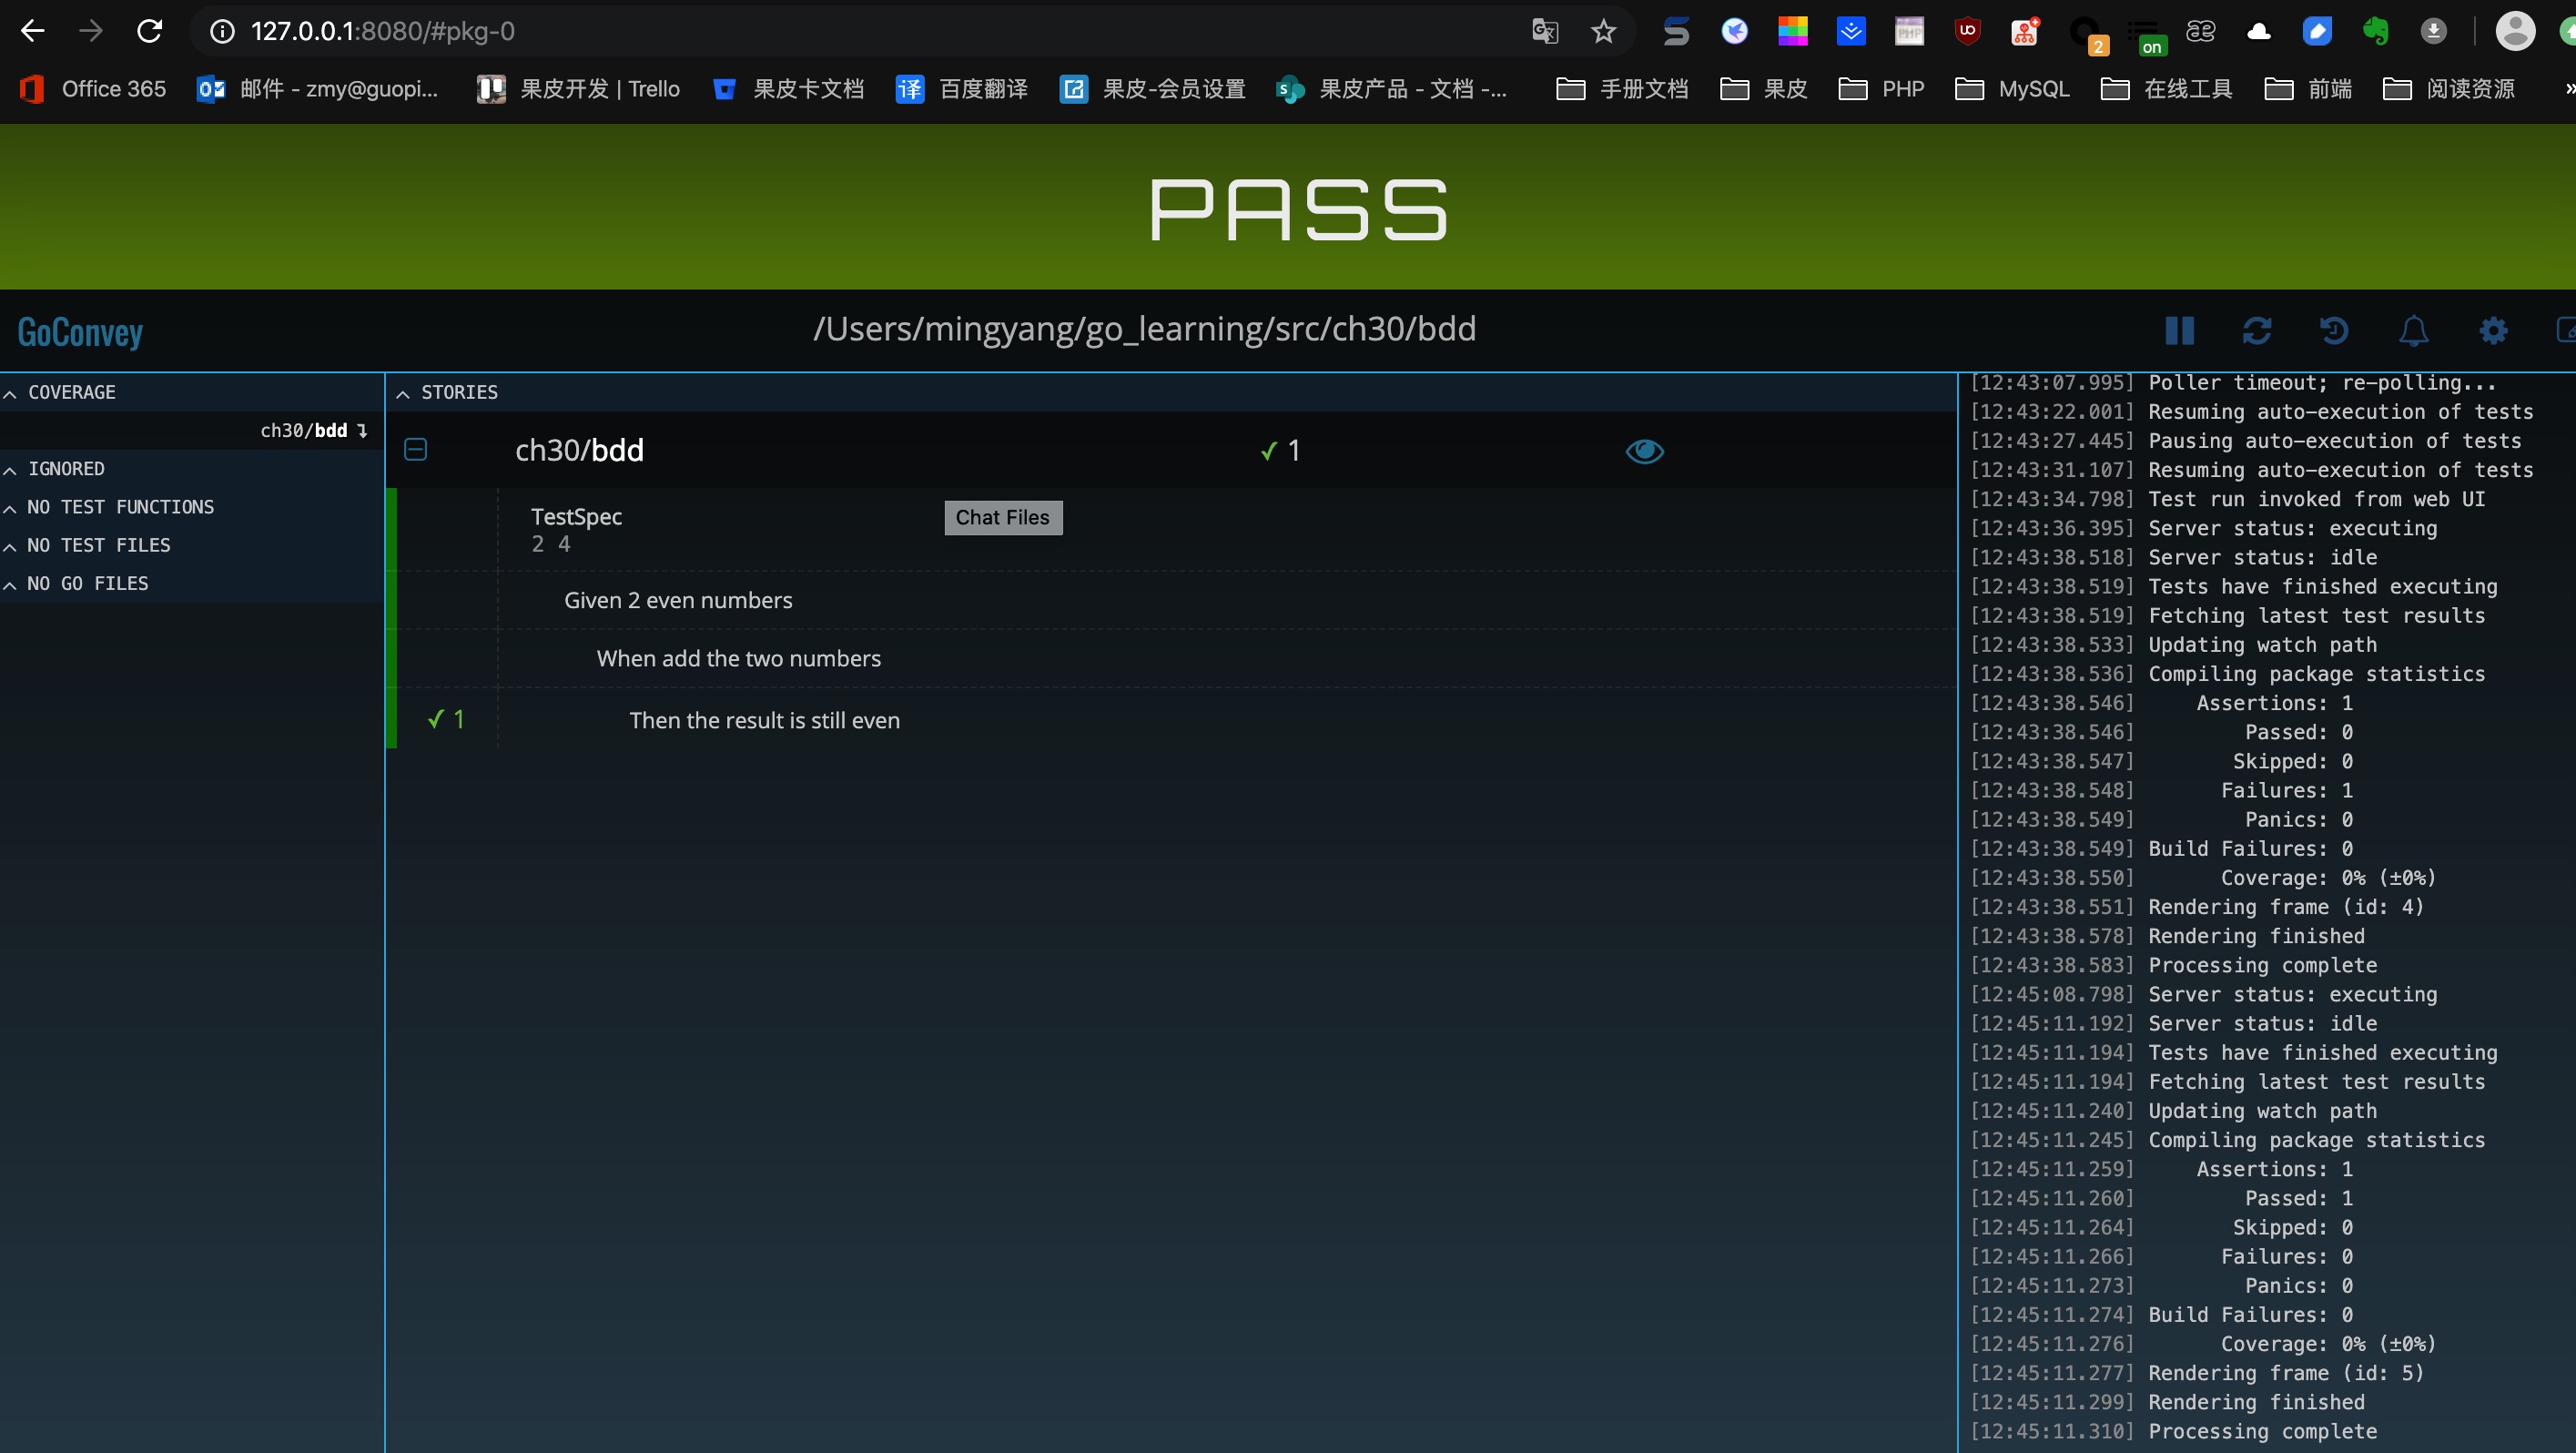 127.0.0.1:8080/#pkg-0
2
on
Office 365
邮件 - zmy@guopi...
果皮开发 | Trello
果皮卡文档
译 百度翻译
果皮-会员设置
果皮产品 - 文档 -...
手册文档
果皮
PHP
MySQL
在线工具
前端
阅读资源
PASS
GoConvey
/Users/mingyang/go_learning/src/ch30/bdd
COVERAGE
ch30/bdd
IGNORED
NO TEST FUNCTIONS
NO TEST FILES
NO GO FILES
STORIES
ch30/bdd
1
TestSpec
2 4
Chat Files
Given 2 even numbers
When add the two numbers
1
Then the result is still even
[12:43:07.995] Poller timeout; re-polling...
[12:43:22.001] Resuming auto-execution of tests
[12:43:27.445] Pausing auto-execution of tests
[12:43:31.107] Resuming auto-execution of tests
[12:43:34.798] Test run invoked from web UI
[12:43:36.395] Server status: executing
[12:43:38.518] Server status: idle
[12:43:38.519] Tests have finished executing
[12:43:38.519] Fetching latest test results
[12:43:38.533] Updating watch path
[12:43:38.536] Compiling package statistics
[12:43:38.546] Assertions: 1
[12:43:38.546] Passed: 0
[12:43:38.547] Skipped: 0
[12:43:38.548] Failures: 1
[12:43:38.549] Panics: 0
[12:43:38.549] Build Failures: 0
[12:43:38.550] Coverage: 0% (±0%)
[12:43:38.551] Rendering frame (id: 4)
[12:43:38.578] Rendering finished
[12:43:38.583] Processing complete
[12:45:08.798] Server status: executing
[12:45:11.192] Server status: idle
[12:45:11.194] Tests have finished executing
[12:45:11.194] Fetching latest test results
[12:45:11.240] Updating watch path
[12:45:11.245] Compiling package statistics
[12:45:11.259] Assertions: 1
[12:45:11.260] Passed: 1
[12:45:11.264] Skipped: 0
[12:45:11.266] Failures: 0
[12:45:11.273] Panics: 0
[12:45:11.274] Build Failures: 0
[12:45:11.276] Coverage: 0% (±0%)
[12:45:11.277] Rendering frame (id: 5)
[12:45:11.299] Rendering finished
[12:45:11.310] Processing complete